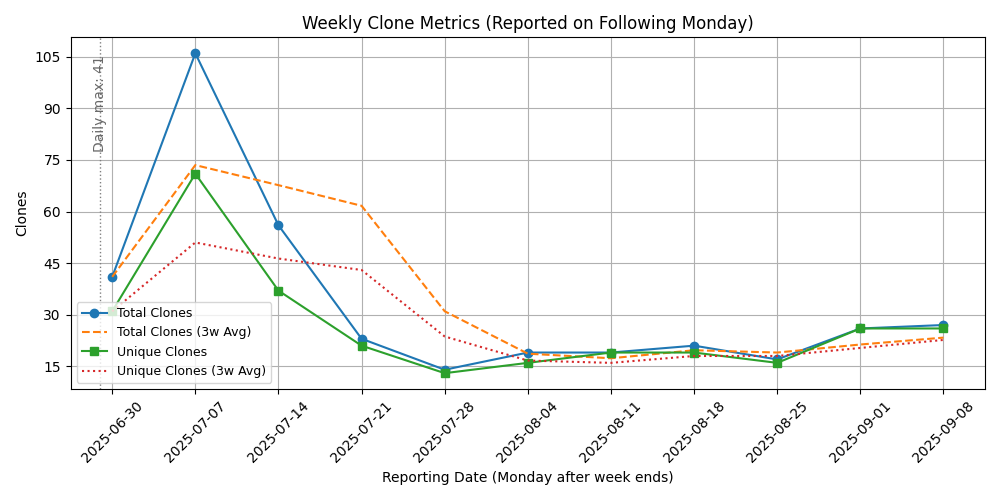 Weekly Clone Metrics (Reported on Following Monday)
Clones
105
90
75
60
45
30
15
Daily max: 41
Total Clones
Total Clones (3w Avg)
Unique Clones
Unique Clones (3w Avg)
2025-06-30
2025-07-07
2025-07-14
2025-07-21
2025-07-28
2025-08-04
2025-08-11
2025-08-18
2025-08-25
2025-09-01
2025-09-08
Reporting Date (Monday after week ends)